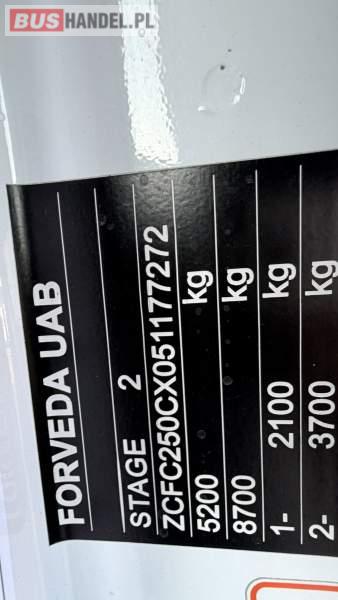 BUSHANDEL.PL
FORVEDA UAB
STAGE 2
ZCFC250CX051177272
5200 kg
8700 kg
1- 2100 kg
2- 3700 kg